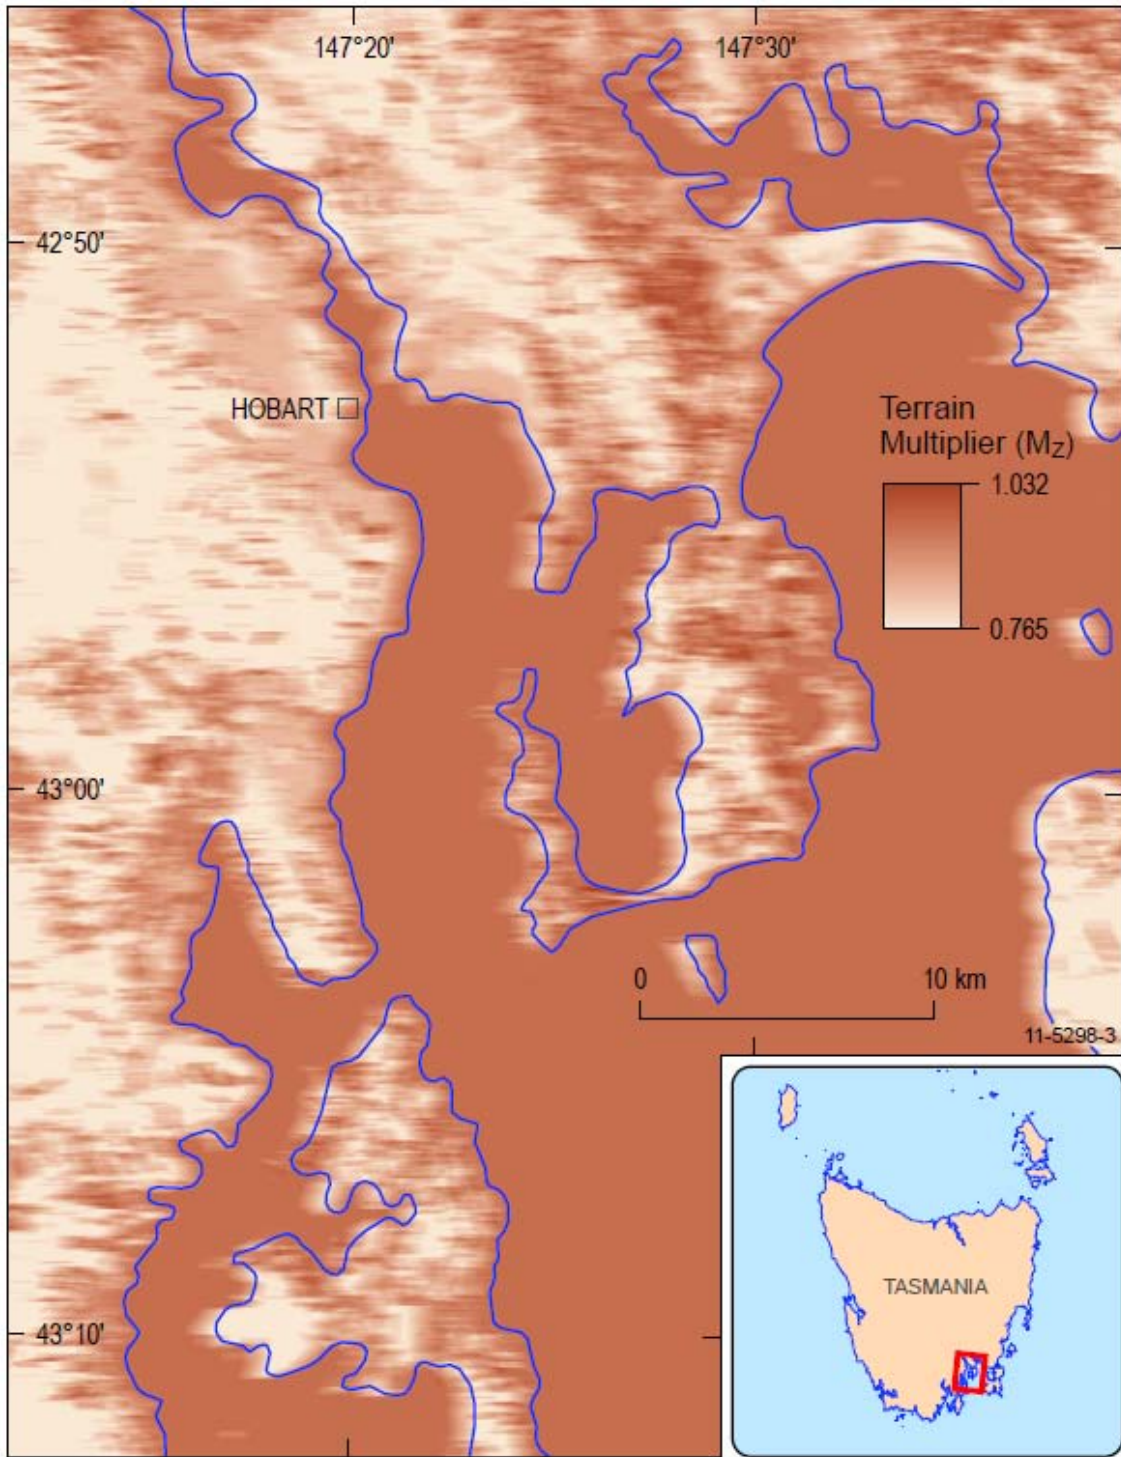 147°20'
147°30'
42°50'
HOBART
Terrain
Multiplier (Mz)
1.032
0.765
43°00'
0
10 km
11-5298-3
TASMANIA
43°10'